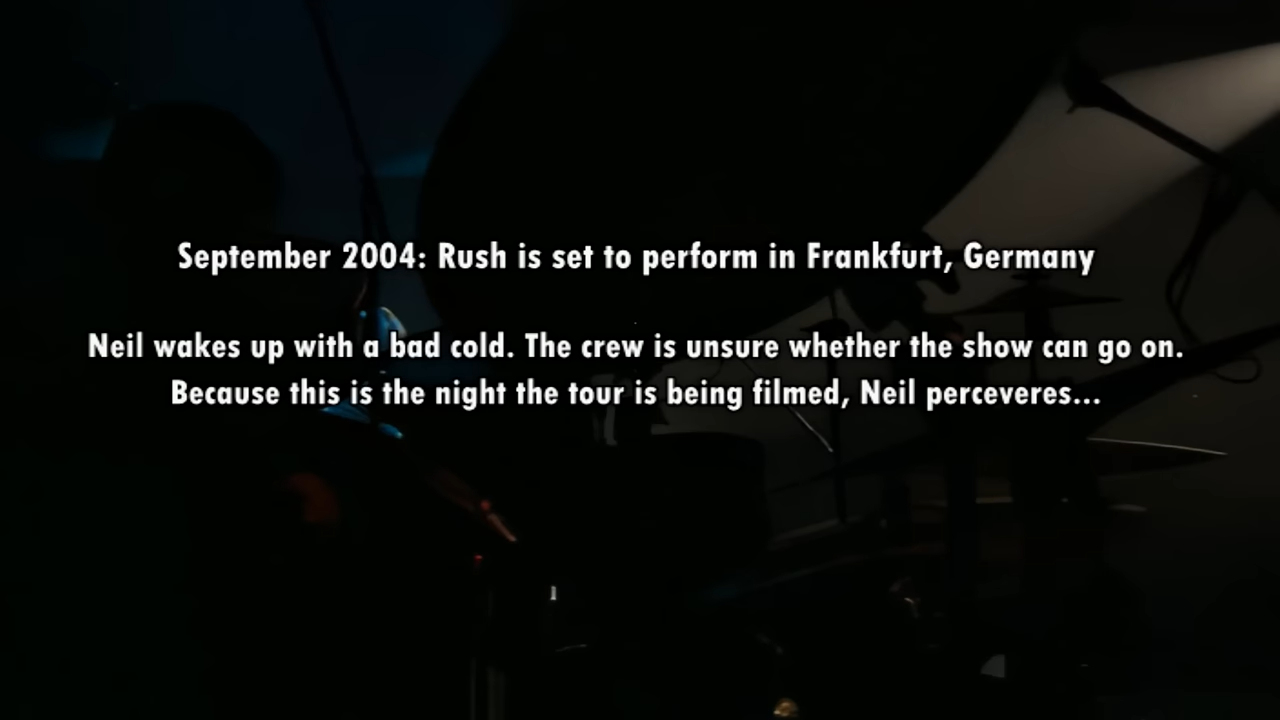 September 2004: Rush is set to perform in Frankfurt, Germany
Neil wakes up with a bad cold. The crew is unsure whether the show can go on.
Because this is the night the tour is being filmed, Neil perceveres...